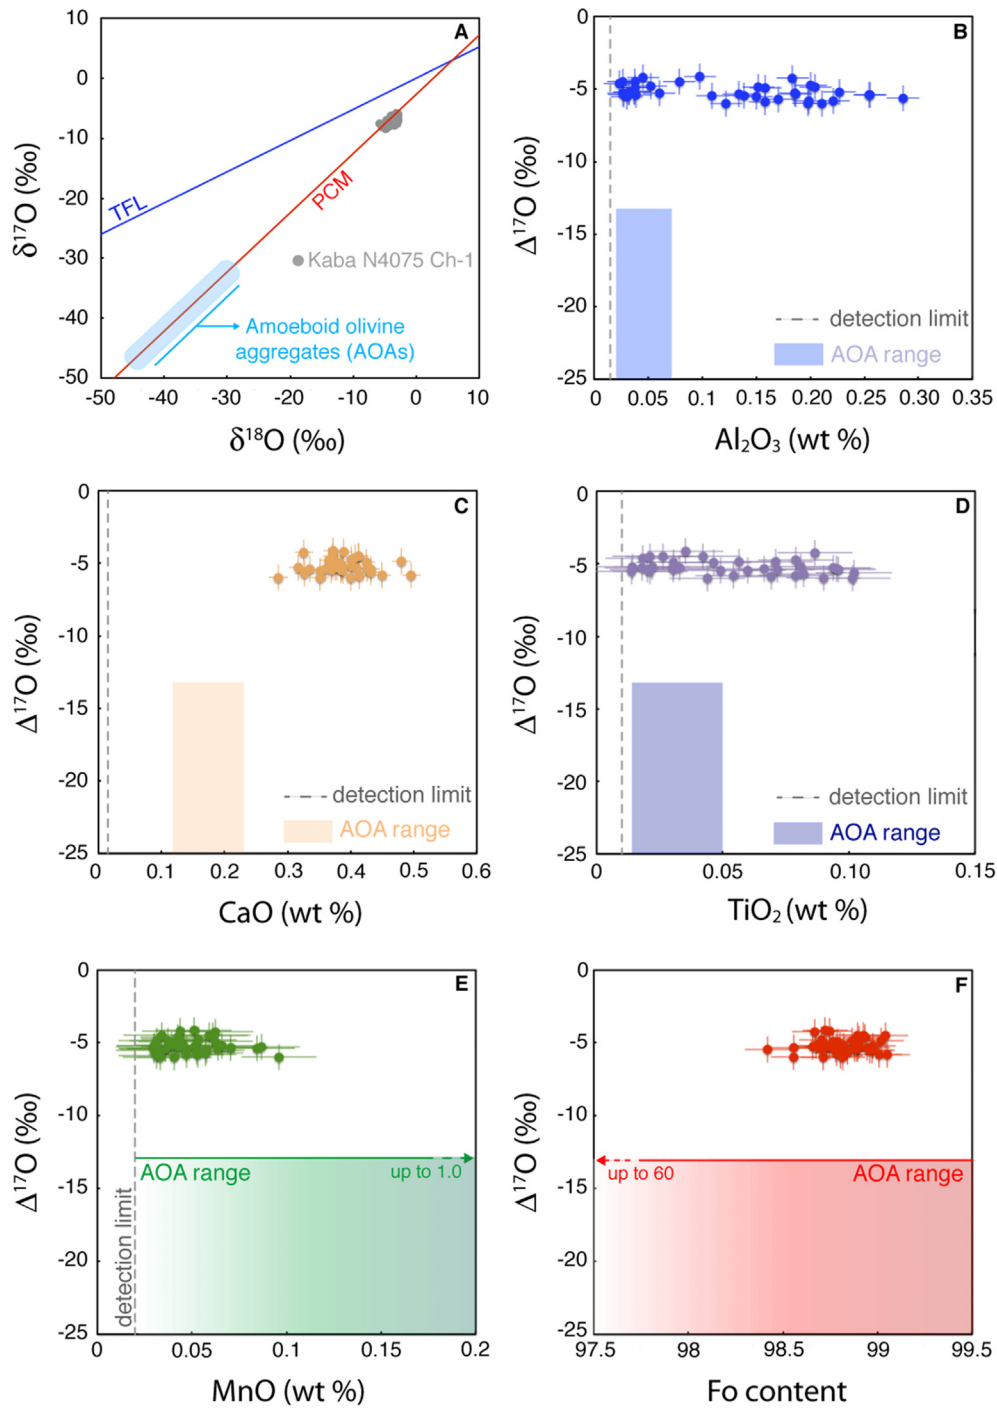 A
10
0
-10
-20
-30
-40
-50
-50
-40
-30
-20
-10
0
10
δ¹⁷O (‰)
δ¹⁸O (‰)
TFL
PCM
Kaba N4075 Ch-1
Amoeboid olivine
aggregates (AOAs)
B
0
-5
-10
-15
-20
-25
0
0.05
0.1
0.15
0.20
0.25
0.30
0.35
Δ¹⁷O (‰)
Al₂O₃ (wt %)
detection limit
AOA range
C
0
-5
-10
-15
-20
-25
0
0.1
0.2
0.3
0.4
0.5
0.6
Δ¹⁷O (‰)
CaO (wt %)
detection limit
AOA range
D
0
-5
-10
-15
-20
-25
0
0.05
0.10
0.15
Δ¹⁷O (‰)
TiO₂ (wt %)
detection limit
AOA range
E
0
-5
-10
-15
-20
-25
0
0.05
0.1
0.15
0.2
Δ¹⁷O (‰)
MnO (wt %)
detection limit
AOA range
up to 1.0
F
0
-5
-10
-15
-20
-25
97.5
98
98.5
99
99.5
Δ¹⁷O (‰)
Fo content
up to 60
AOA range